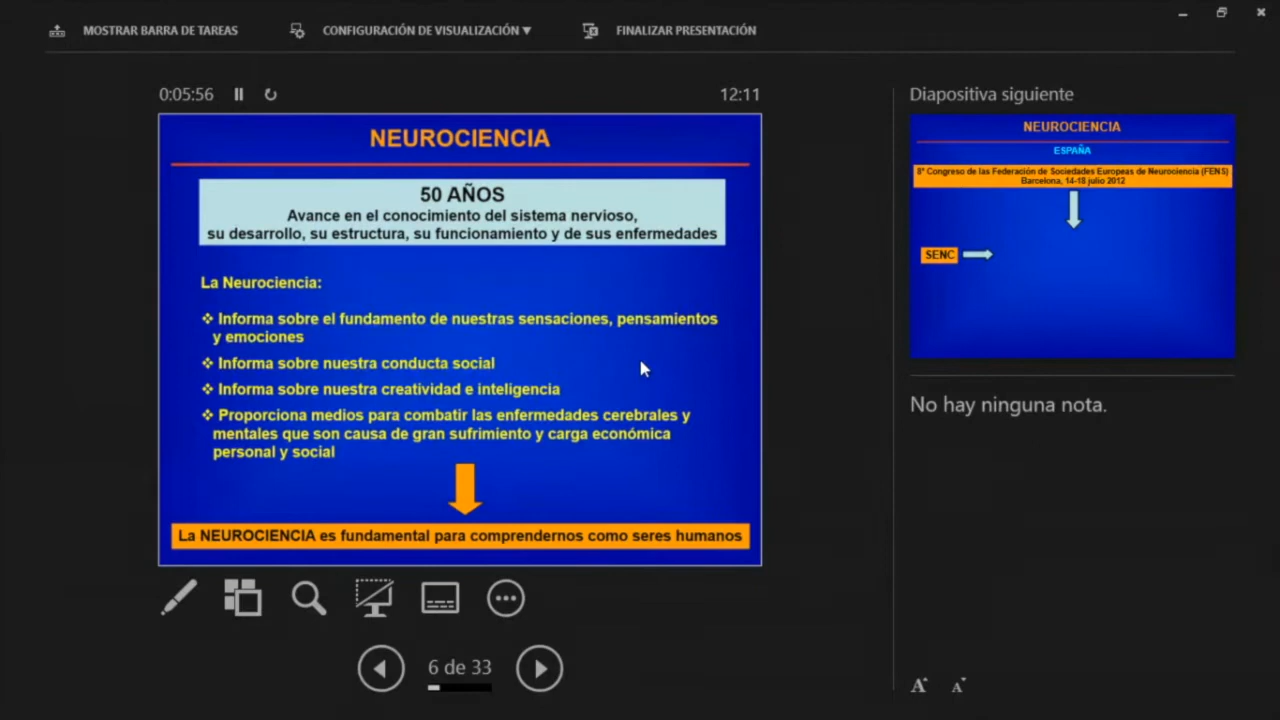 MOSTRAR BARRA DE TAREAS
CONFIGURACIÓN DE VISUALIZACIÓN ▼
FINALIZAR PRESENTACIÓN
0:05:56
12:11
NEUROCIENCIA
50 AÑOS
Avance en el conocimiento del sistema nervioso,
su desarrollo, su estructura, su funcionamiento y de sus enfermedades
La Neurociencia:
❖ Informa sobre el fundamento de nuestras sensaciones, pensamientos
y emociones
❖ Informa sobre nuestra conducta social
❖ Informa sobre nuestra creatividad e inteligencia
❖ Proporciona medios para combatir las enfermedades cerebrales y
mentales que son causa de gran sufrimiento y carga económica
personal y social
La NEUROCIENCIA es fundamental para comprendernos como seres humanos
6 de 33
Diapositiva siguiente
NEUROCIENCIA
ESPAÑA
8º Congreso de las Federación de Sociedades Europeas de Neurociencia (FENS)
Barcelona, 14-18 julio 2012
SENC
No hay ninguna nota.
A A